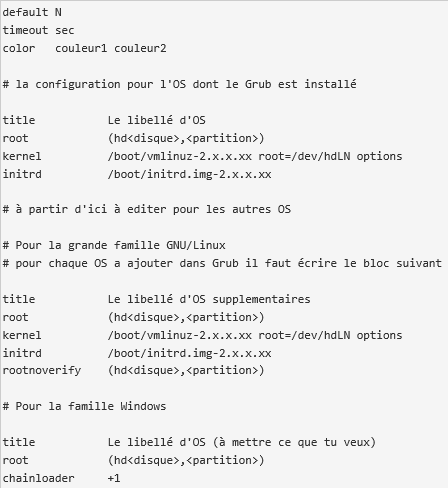 default N
timeout sec
color   couleur1 couleur2
# la configuration pour l'OS dont le Grub est installé
title           Le libellé d'OS
root            (hd<disque>,<partition>)
kernel          /boot/vmlinuz-2.x.x.xx root=/dev/hdLN options
initrd          /boot/initrd.img-2.x.x.xx
# à partir d'ici à editer pour les autres OS
# Pour la grande famille GNU/Linux
# pour chaque OS a ajouter dans Grub il faut écrire le bloc suivant
title           Le libellé d'OS supplementaires
root            (hd<disque>,<partition>)
kernel          /boot/vmlinuz-2.x.x.xx root=/dev/hdLN options
initrd          /boot/initrd.img-2.x.x.xx
rootnoverify    (hd<disque>,<partition>)
# Pour la famille Windows
title           Le libellé d'OS (à mettre ce que tu veux)
root            (hd<disque>,<partition>)
chainloader     +1